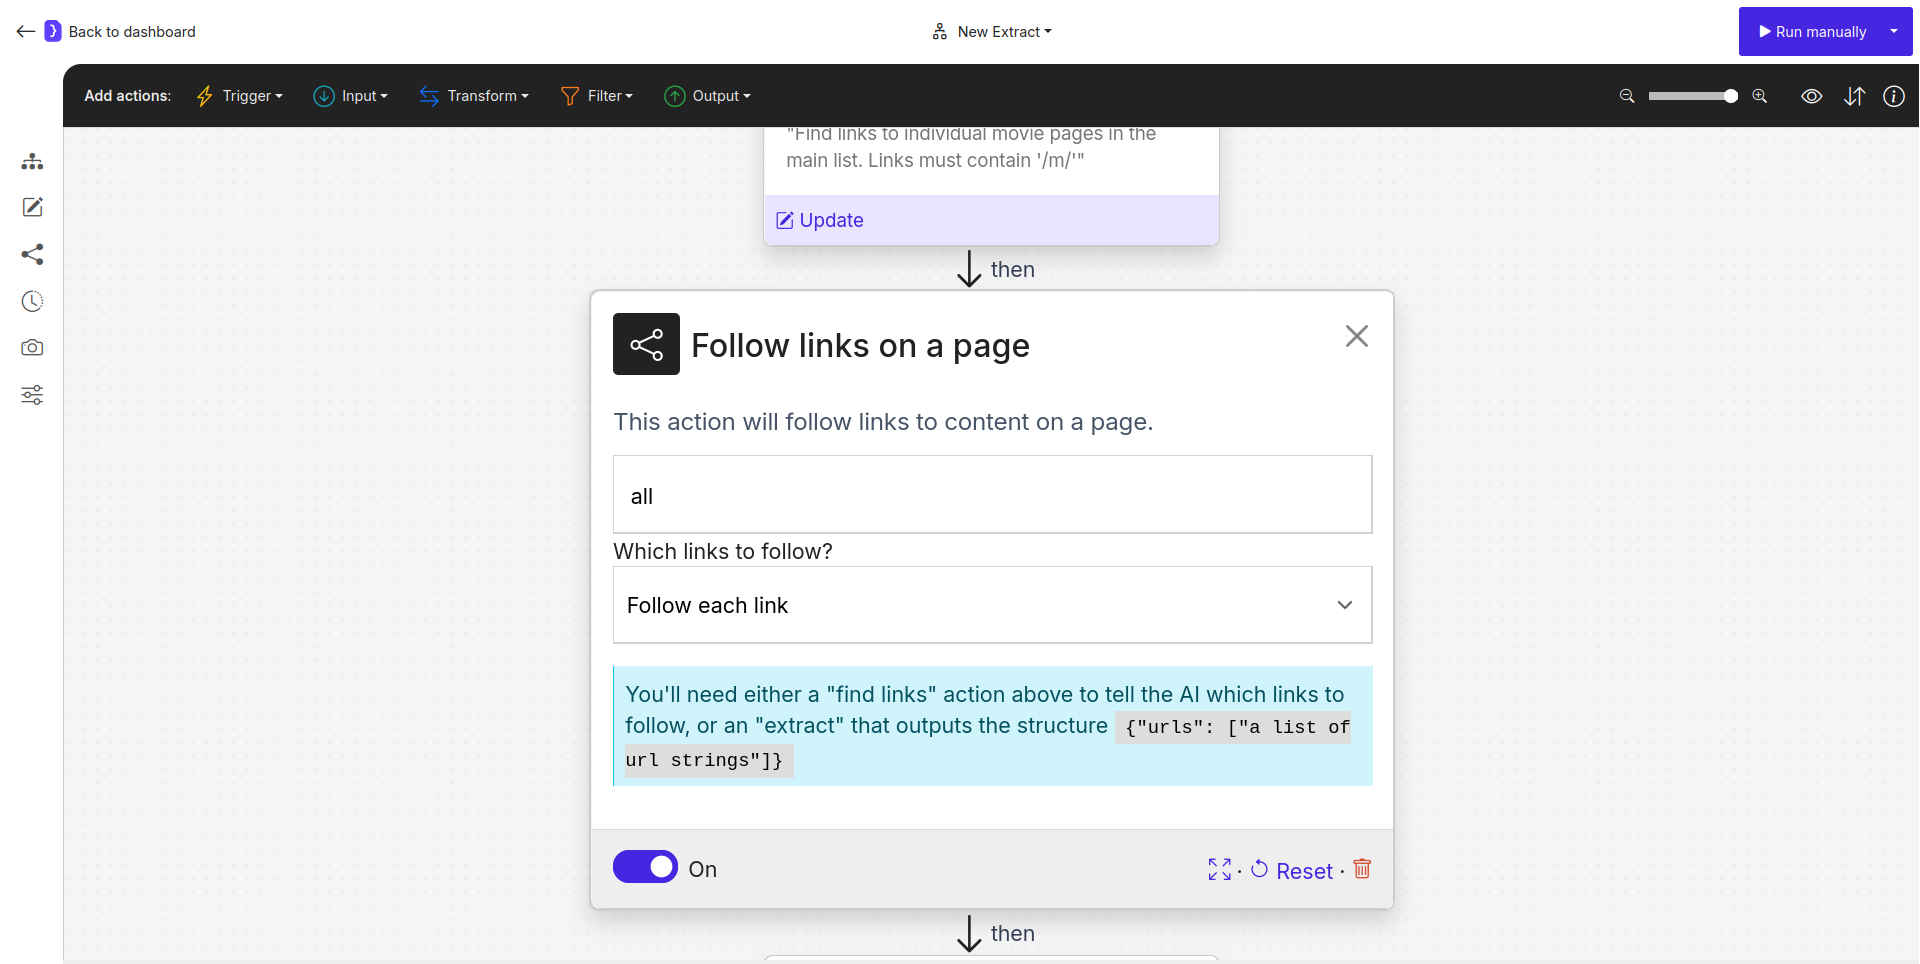 Back to dashboard
New Extract
Run manually
Add actions:
Trigger
Input
Transform
Filter
Output
"Find links to individual movie pages in the
main list. Links must contain '/m/'"
Update
then
Follow links on a page
This action will follow links to content on a page.
all
Which links to follow?
Follow each link
You'll need either a "find links" action above to tell the AI which links to
follow, or an "extract" that outputs the structure {"urls": ["a list of
url strings"]}
On
· Reset ·
then